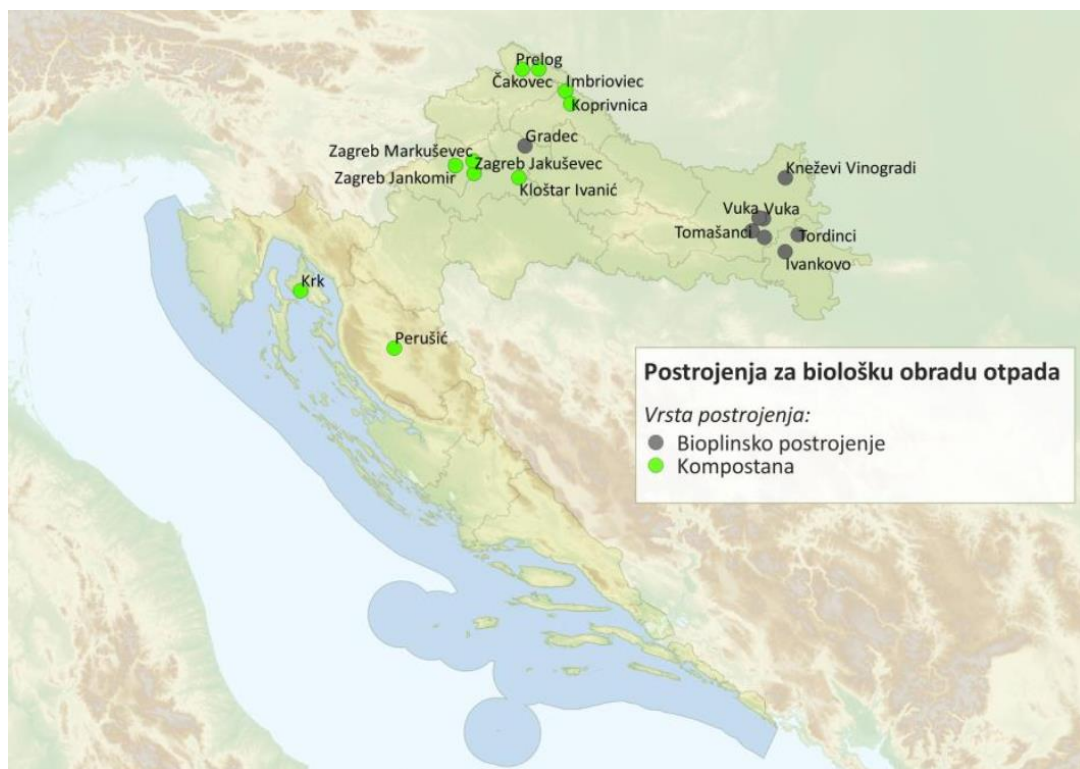 Prelog
Čakovec
Imbrioviec
Koprivnica
Gradec
Zagreb Markuševec
Zagreb Jakuševec
Zagreb Jankomir
Kloštar Ivanić
Kneževi Vinogradi
Vuka Vuka
Tomašanci
Tordinci
Ivankovo
Krk
Perušić
Postrojenja za biološku obradu otpada
Vrsta postrojenja:
Bioplinsko postrojenje
Kompostana